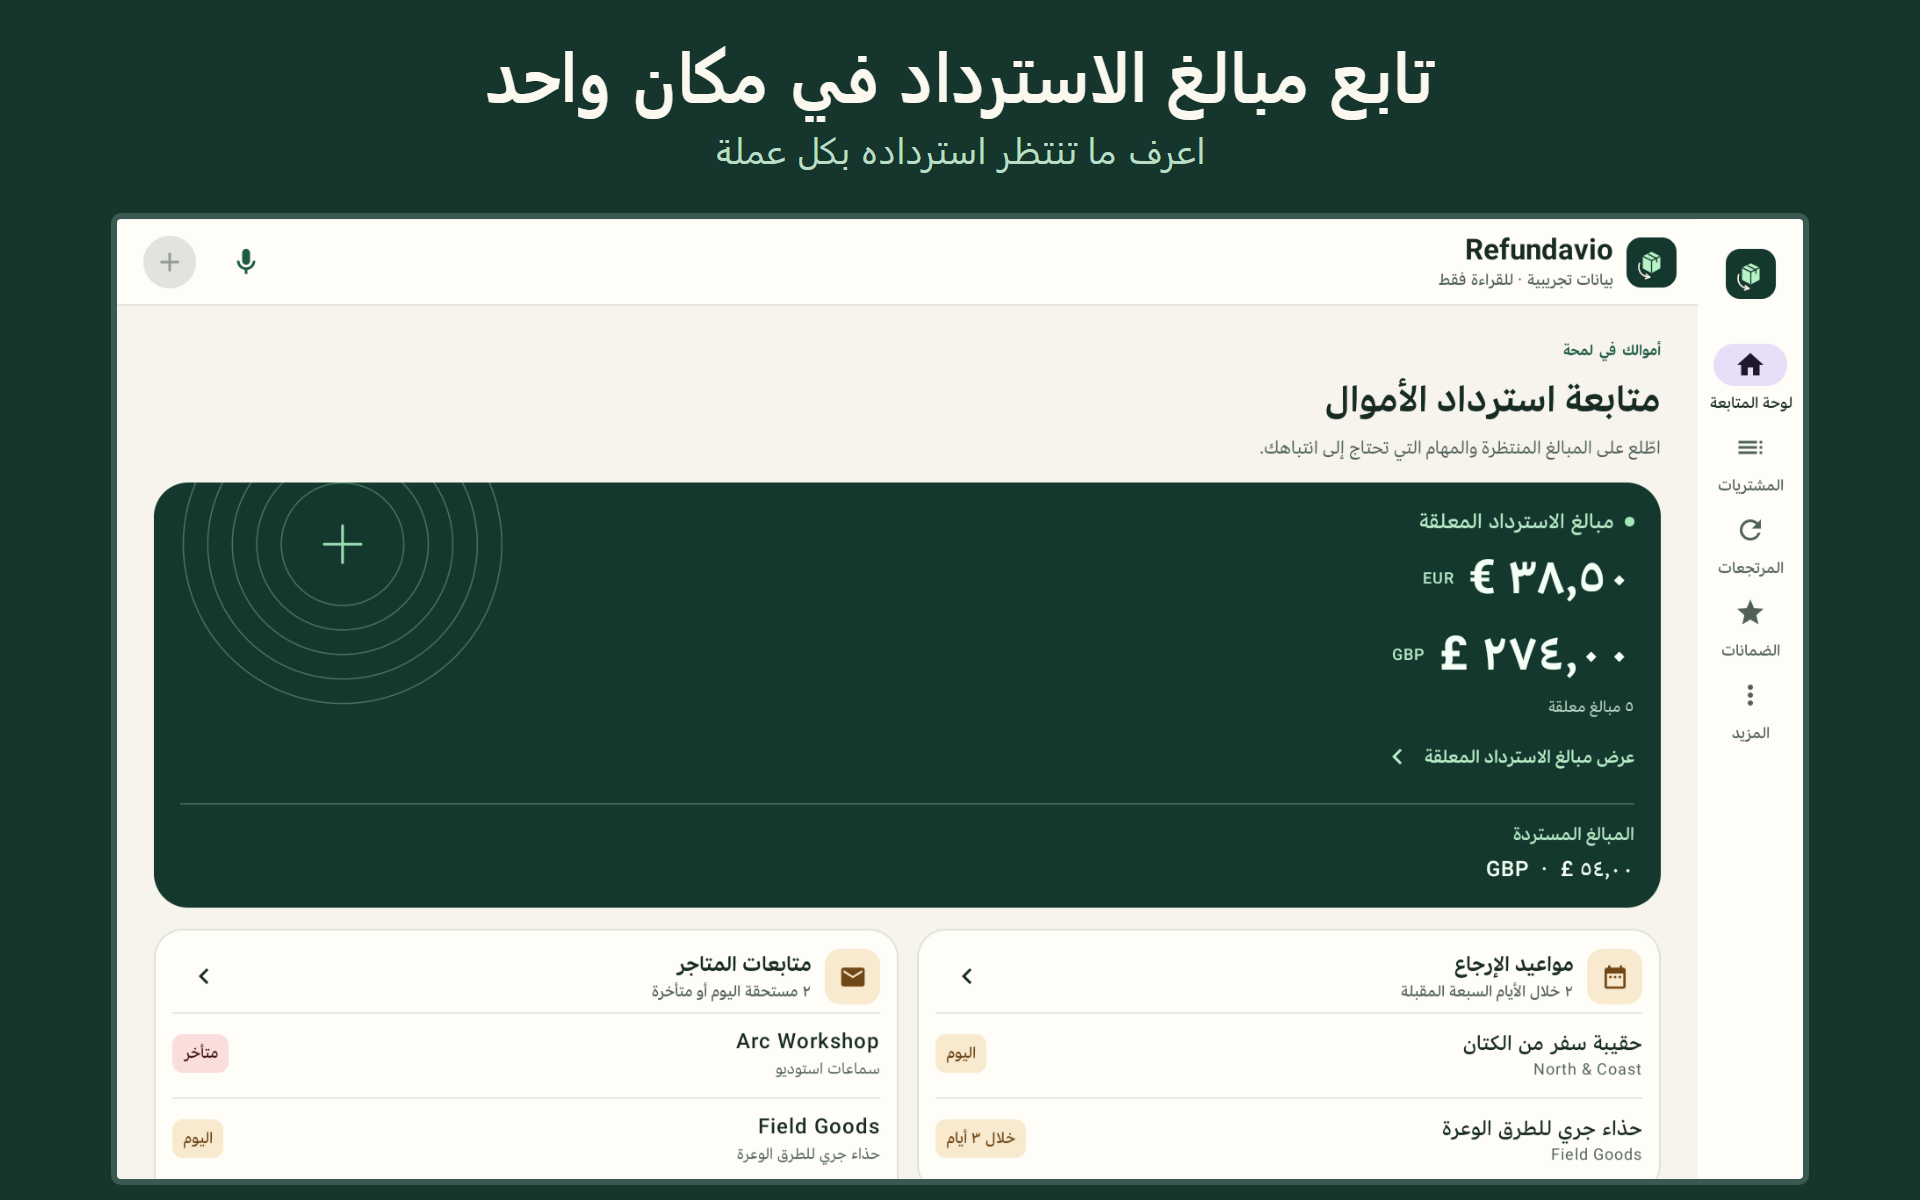 تابع مبالغ الاسترداد في مكان واحد
اعرف ما تنتظر استرداده بكل عملة
Refundavio
بيانات تجريبية · للقراءة فقط
لوحة المتابعة
المشتريات
المرتجعات
الضمانات
المزيد
أموالك في لمحة
متابعة استرداد الأموال
اطّلع على المبالغ المنتظرة والمهام التي تحتاج إلى انتباهك.
مبالغ الاسترداد المعلقة
٣٨,٥٠ € EUR
٢٧٤,٠٠ £ GBP
٥ مبالغ معلقة
عرض مبالغ الاسترداد المعلقة
المبالغ المستردة
٥٤,٠٠ £ · GBP
مواعيد الإرجاع
٢ خلال الأيام السبعة المقبلة
حقيبة سفر من الكتان
North & Coast
اليوم
حذاء جري للطرق الوعرة
Field Goods
خلال ٣ أيام
متابعات المتاجر
٢ مستحقة اليوم أو متأخرة
Arc Workshop
سماعات استوديو
متأخر
Field Goods
حذاء جري للطرق الوعرة
اليوم